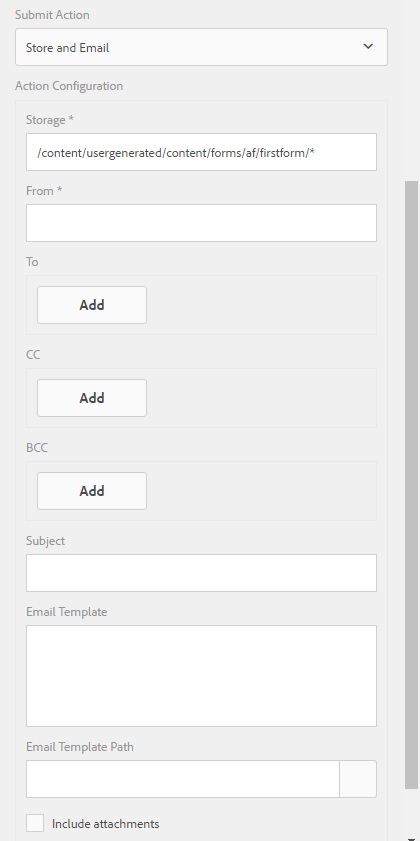 Submit Action
Store and Email
Action Configuration
Storage *
/content/usergenerated/content/forms/af/firstform/*
From *
To
Add
CC
Add
BCC
Add
Subject
Email Template
Email Template Path
Include attachments